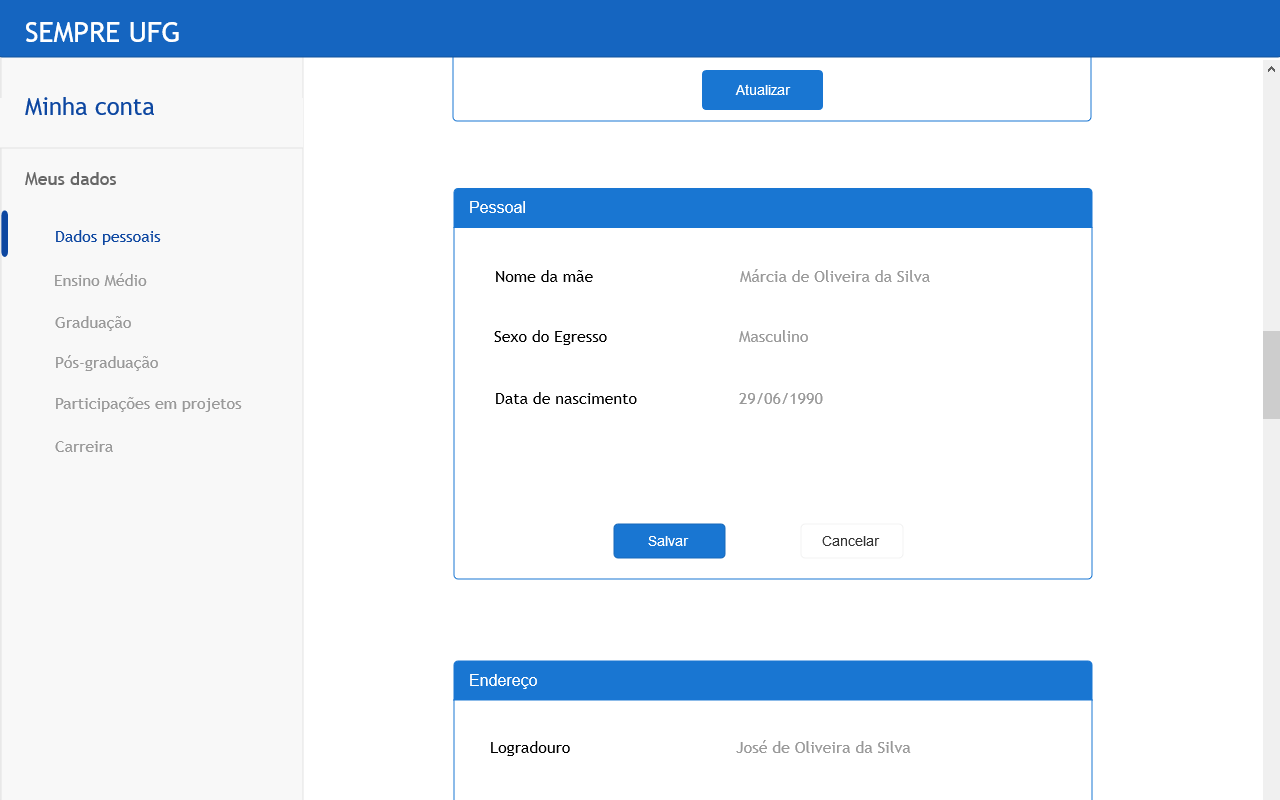 SEMPRE UFG
Minha conta
Meus dados
Dados pessoais
Ensino Médio
Graduação
Pós-graduação
Participações em projetos
Carreira
Atualizar
Pessoal
Nome da mãe Márcia de Oliveira da Silva
Sexo do Egresso Masculino
Data de nascimento 29/06/1990
Salvar Cancelar
Endereço
Logradouro José de Oliveira da Silva